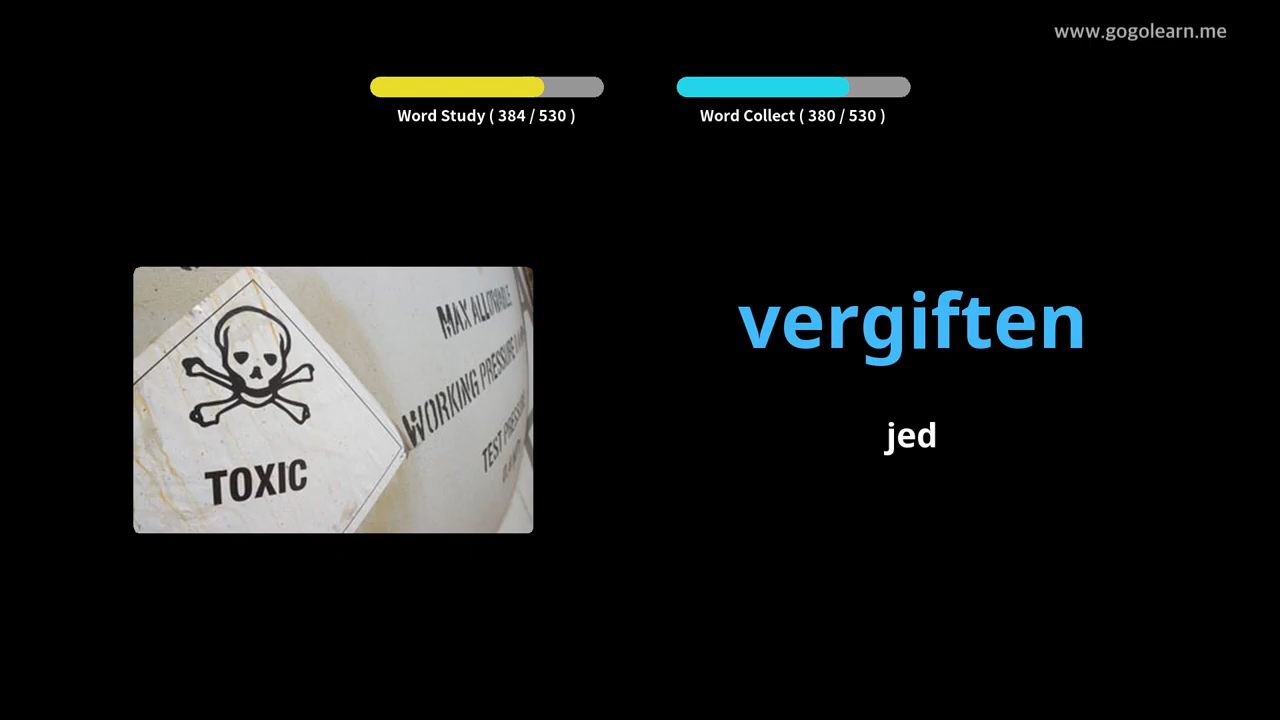 www.gogolearn.me
Word Study ( 384 / 530 )
Word Collect ( 380 / 530 )
MAX ALLOWABLE
WORKING PRESSURE
TEST PRESSURE
TOXIC
vergiften
jed